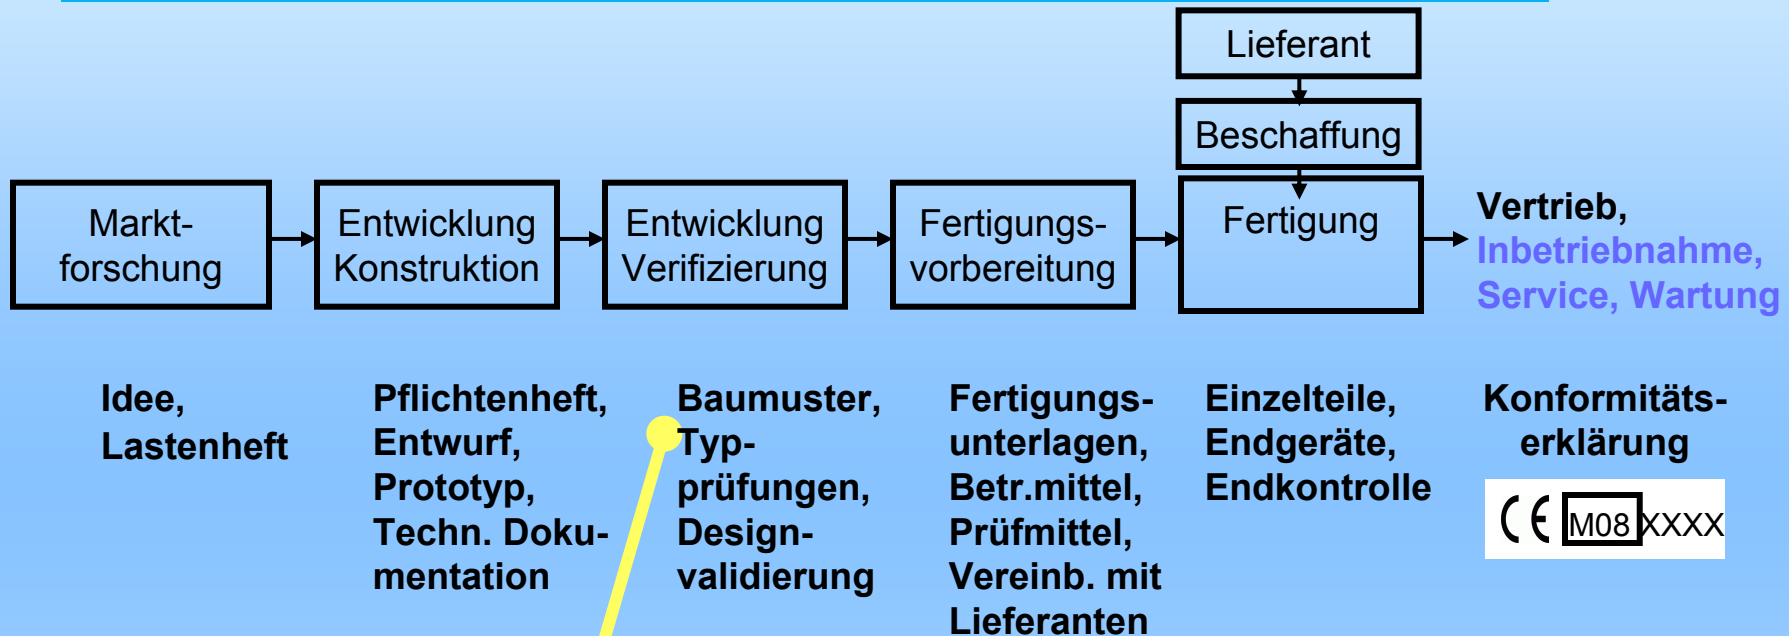 Lieferant
Beschaffung
Markt-
forschung
Entwicklung
Konstruktion
Entwicklung
Verifizierung
Fertigungs-
vorbereitung
Fertigung
Vertrieb,
Inbetriebnahme,
Service, Wartung
Idee,
Lastenheft
Pflichtenheft,
Entwurf,
Prototyp,
Techn. Doku-
mentation
Baumuster,
Typ-
prüfungen,
Design-
validierung
Fertigungs-
unterlagen,
Betr.mittel,
Prüfmittel,
Vereinb. mit
Lieferanten
Einzelteile,
Endgeräte,
Endkontrolle
Konformitäts-
erklärung
CE M08 XXXX